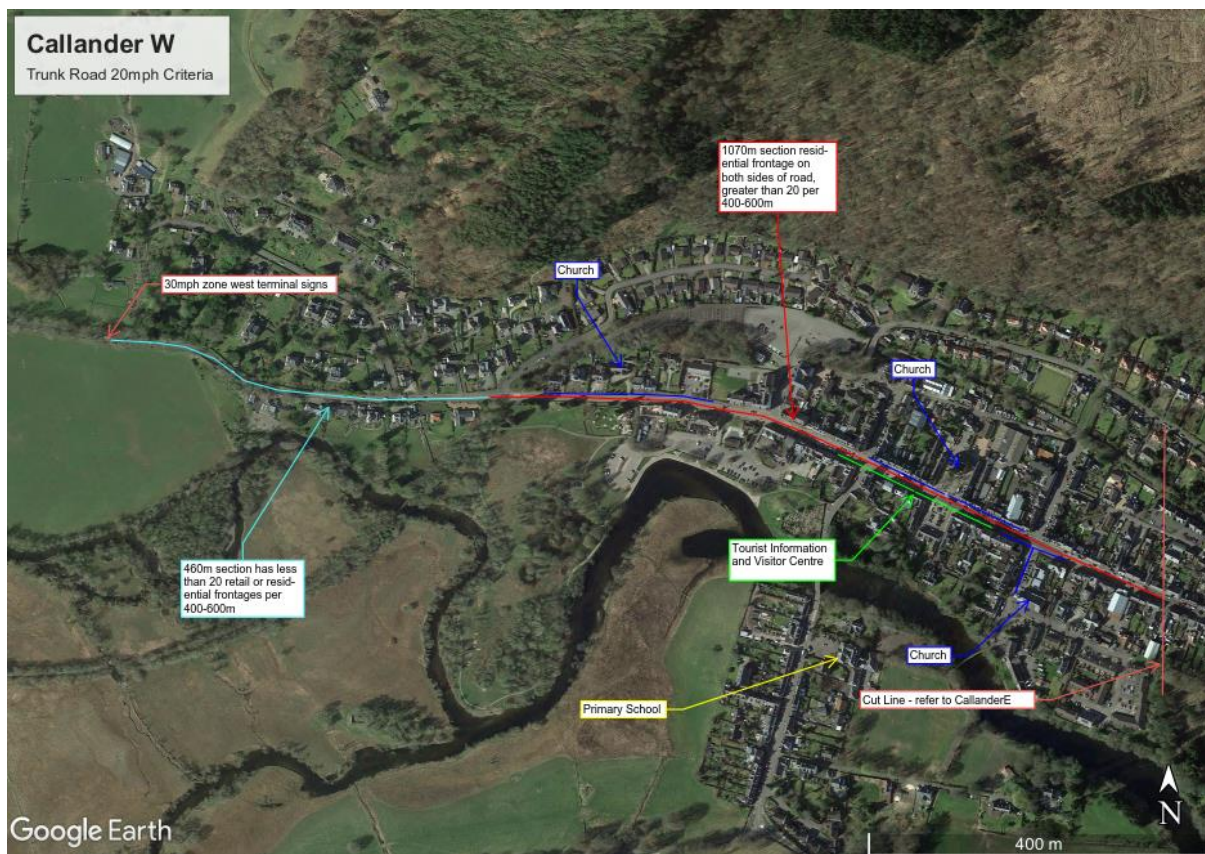 Callander W
Trunk Road 20mph Criteria
1070m section resid-
ential frontage on
both sides of road,
greater than 20 per
400-600m
Church
30mph zone west terminal signs
Church
460m section has less
than 20 retail or resid-
ential frontages per
400-600m
Tourist Information
and Visitor Centre
Church
Primary School
Cut Line - refer to CallanderE
N
Google Earth
400 m